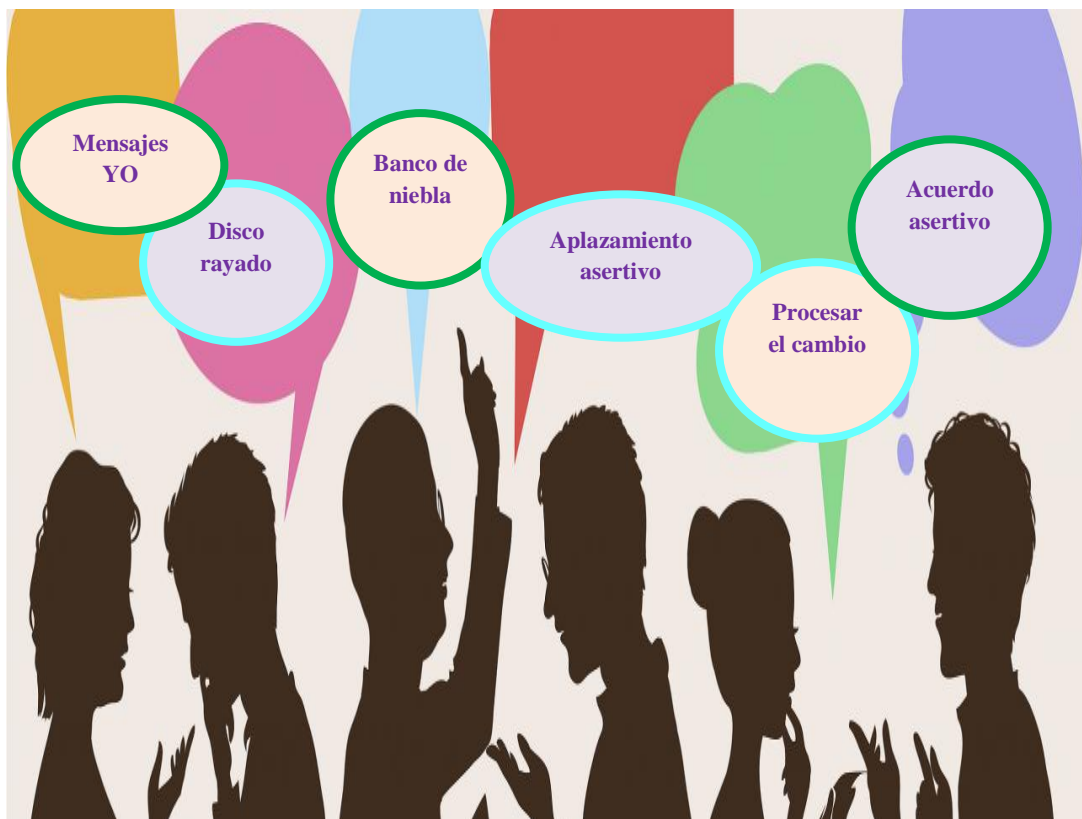 Mensajes
YO
Disco
rayado
Banco de
niebla
Aplazamiento
asertivo
Procesar
el cambio
Acuerdo
asertivo